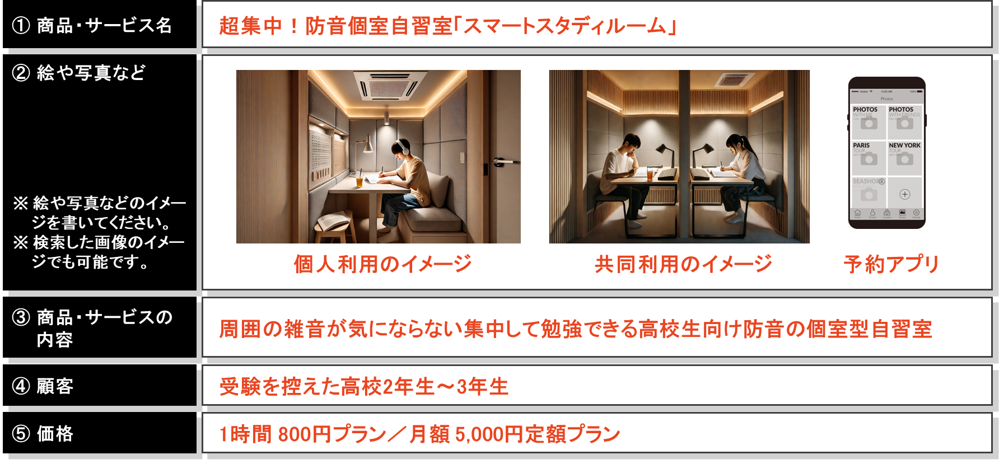 ① 商品・サービス名
超集中！防音個室自習室「スマートスタディルーム」
② 絵や写真など
※ 絵や写真などのイメー
ジを書いてください。
※ 検索した画像のイメー
ジでも可能です。
12:00 AM
100%
Photos
PHOTOS
WITH ME
PHOTOS
WITH FRIENDS
PARIS
TOUR
NEW YORK
TOUR
個人利用のイメージ
共同利用のイメージ
予約アプリ
③ 商品・サービスの
内容
周囲の雑音が気にならない集中して勉強できる高校生向け防音の個室型自習室
④ 顧客
受験を控えた高校2年生～3年生
⑤ 価格
1時間 800円プラン／月額 5,000円定額プラン